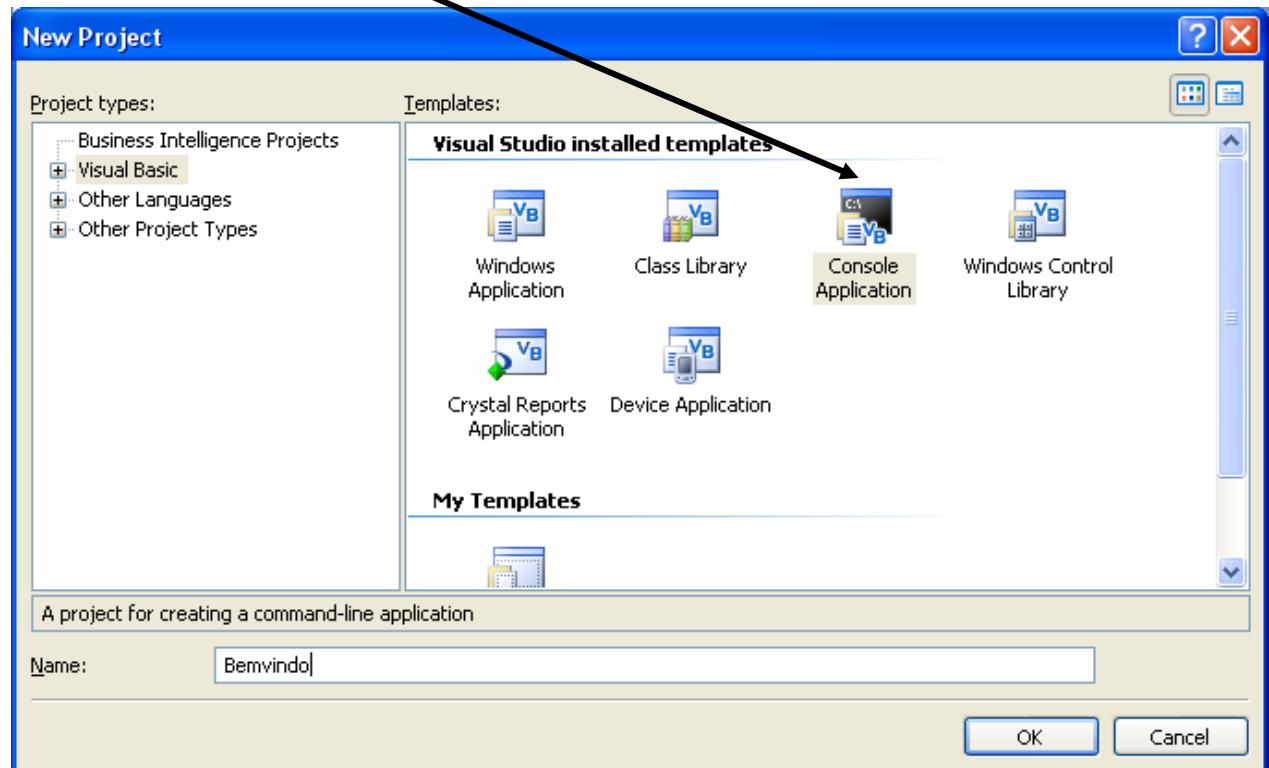 New Project
Project types:
Templates:
Business Intelligence Projects
Visual Basic
Other Languages
Other Project Types
Visual Studio installed templates
Windows
Application
Class Library
Console
Application
Windows Control
Library
Crystal Reports
Application
Device Application
My Templates
A project for creating a command-line application
Name:
Bemvindo
OK
Cancel